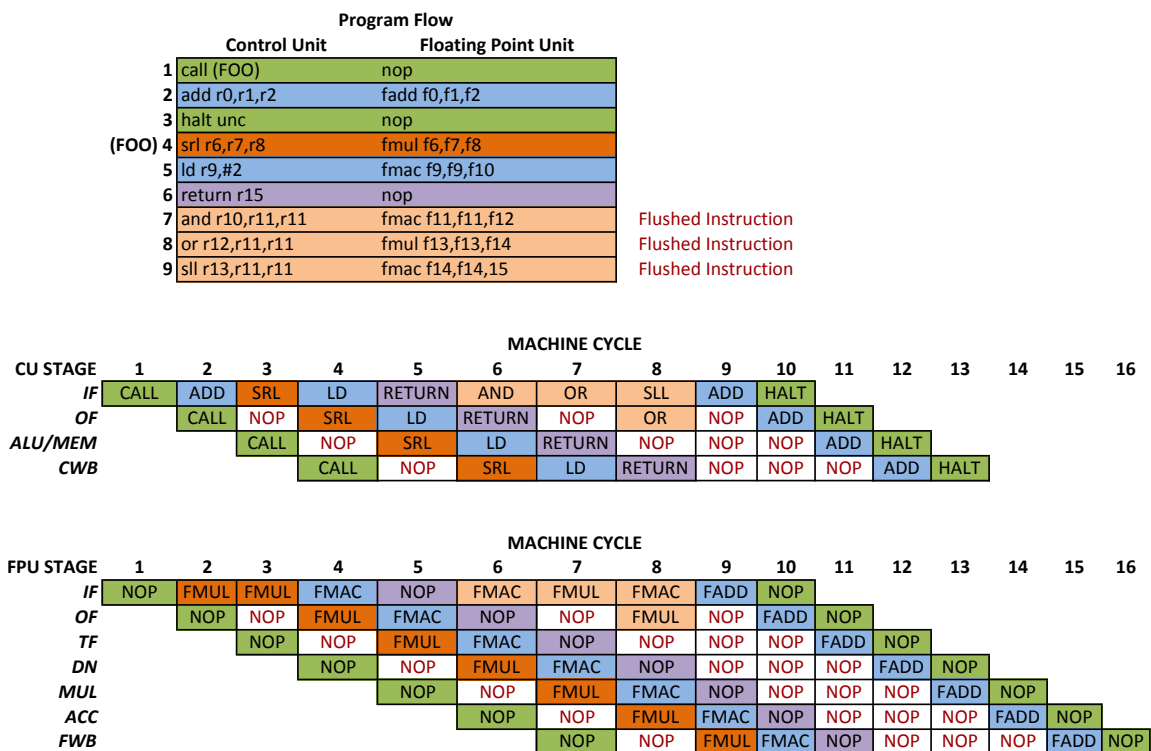 Program Flow
Control Unit Floating Point Unit
1 call (FOO) nop
2 add r0,r1,r2 fadd f0,f1,f2
3 halt unc nop
(FOO) 4 srl r6,r7,r8 fmul f6,f7,f8
5 ld r9,#2 fmac f9,f9,f10
6 return r15 nop
7 and r10,r11,r11 fmac f11,f11,f12 Flushed Instruction
8 or r12,r11,r11 fmul f13,f13,f14 Flushed Instruction
9 sll r13,r11,r11 fmac f14,f14,15 Flushed Instruction
MACHINE CYCLE
CU STAGE 1 2 3 4 5 6 7 8 9 10 11 12 13 14 15 16
IF CALL ADD SRL LD RETURN AND OR SLL ADD HALT
OF CALL NOP SRL LD RETURN NOP OR NOP ADD HALT
ALU/MEM CALL NOP SRL LD RETURN NOP NOP NOP ADD HALT
CWB CALL NOP SRL LD RETURN NOP NOP NOP ADD HALT
MACHINE CYCLE
FPU STAGE 1 2 3 4 5 6 7 8 9 10 11 12 13 14 15 16
IF NOP FMUL FMUL FMAC NOP FMAC FMUL FMAC FADD NOP
OF NOP NOP FMUL FMAC NOP NOP FMUL NOP FADD NOP
TF NOP NOP FMUL FMAC NOP NOP NOP NOP FADD NOP
DN NOP NOP FMUL FMAC NOP NOP NOP NOP FADD NOP
MUL NOP NOP FMUL FMAC NOP NOP NOP NOP FADD NOP
ACC NOP NOP FMUL FMAC NOP NOP NOP NOP FADD NOP
FWB NOP NOP FMUL FMAC NOP NOP NOP NOP FADD NOP